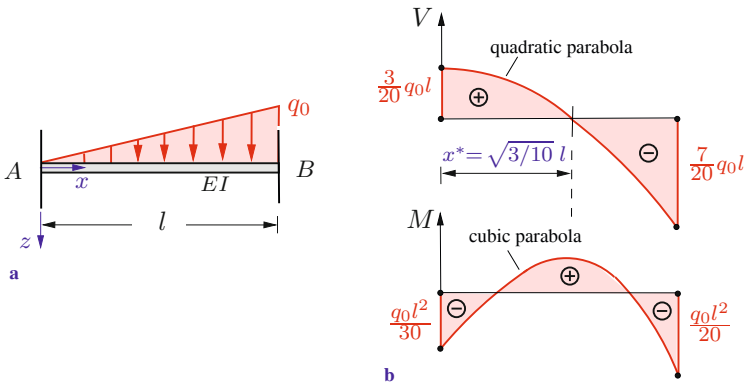 q₀
A
B
x
EI
l
z
a
V
quadratic parabola
3/20 q₀l
⊕
⊖
x*=√3/10 l
7/20 q₀l
M
cubic parabola
⊖
⊕
⊖
q₀l²/30
q₀l²/20
b